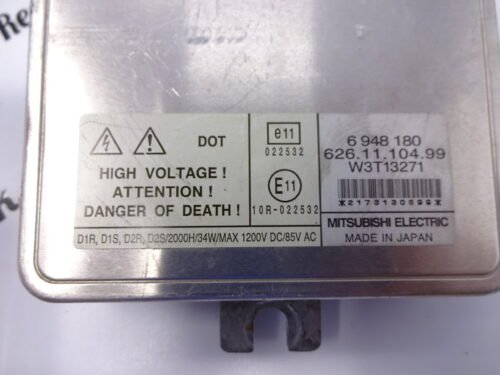 DOT
HIGH VOLTAGE !
ATTENTION !
DANGER OF DEATH !
e11
022532
E11
10R-022532
6 948 180
626.11.104.99
W3T13271
*2173130899*
MITSUBISHI ELECTRIC
MADE IN JAPAN
D1R, D1S, D2R, D2S/2000H/34W/MAX 1200V DC/85V AC